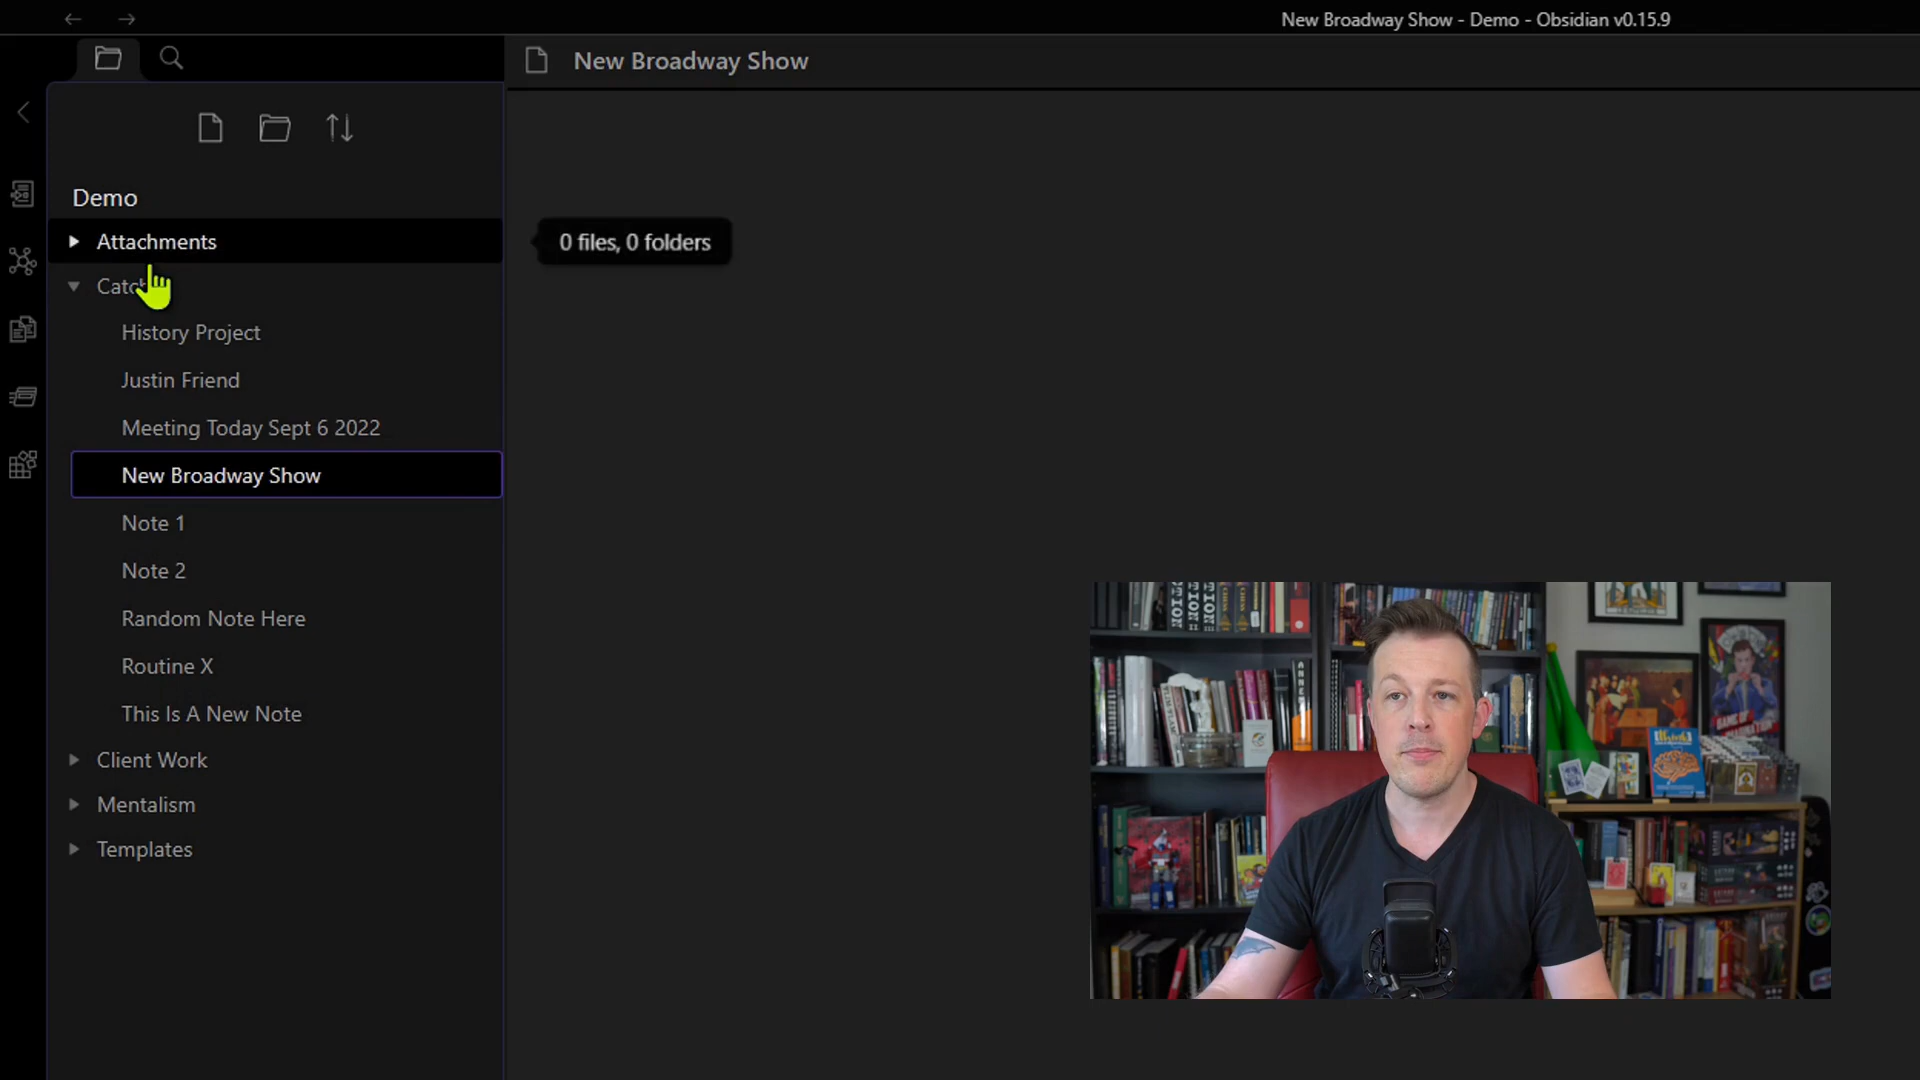 New Broadway Show - Demo - Obsidian v0.15.9
New Broadway Show
Demo
Attachments
0 files, 0 folders
History Project
Justin Friend
Meeting Today Sept 6 2022
New Broadway Show
Note 1
Note 2
Random Note Here
Routine X
This Is A New Note
Client Work
Mentalism
Templates